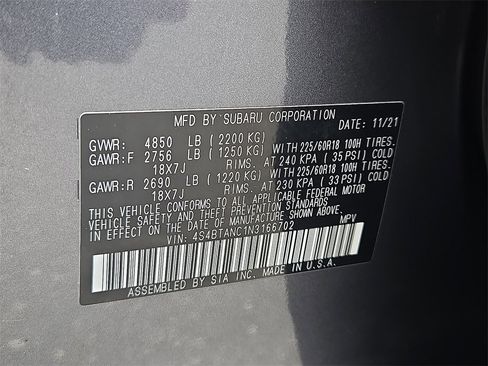 MFD BY SUBARU CORPORATION
DATE: 11/21
GVWR: 4850 LB (2200 KG)
GAWR:F 2756 LB (1250 KG) WITH 225/60R18 100H TIRES.
18X7J RIMS. AT 240 KPA (35 PSI) COLD
GAWR:R 2690 LB (1220 KG) WITH 225/60R18 100H TIRES.
18X7J RIMS. AT 230 KPA (33 PSI) COLD
THIS VEHICLE CONFORMS TO ALL APPLICABLE FEDERAL MOTOR
VEHICLE SAFETY AND THEFT PREVENTION STANDARDS
IN EFFECT ON THE DATE OF MANUFACTURE SHOWN ABOVE.
VIN: 4S4BTANC1N3166702 MPV
ASSEMBLED BY SIA INC. MADE IN U.S.A.